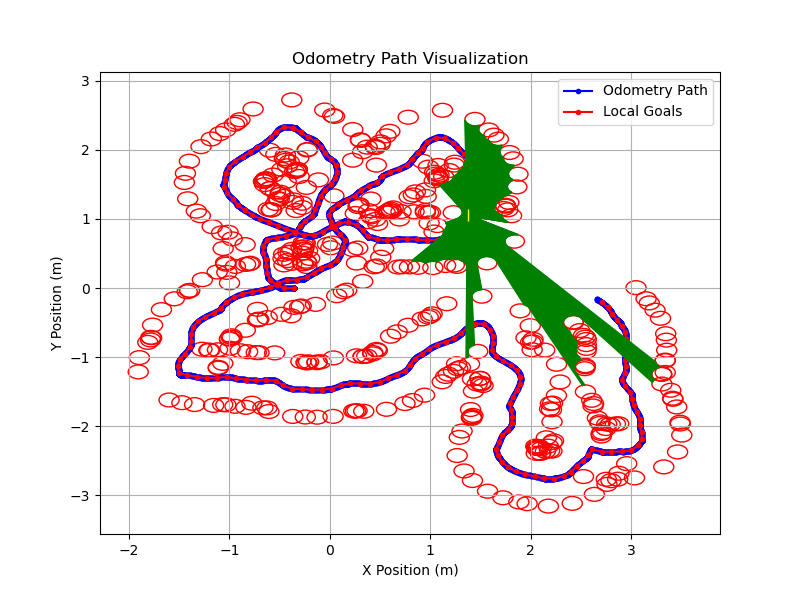 Odometry Path Visualization
Odometry Path
Local Goals
Y Position (m)
3
2
1
0
−1
−2
−3
−2
−1
0
1
2
3
X Position (m)